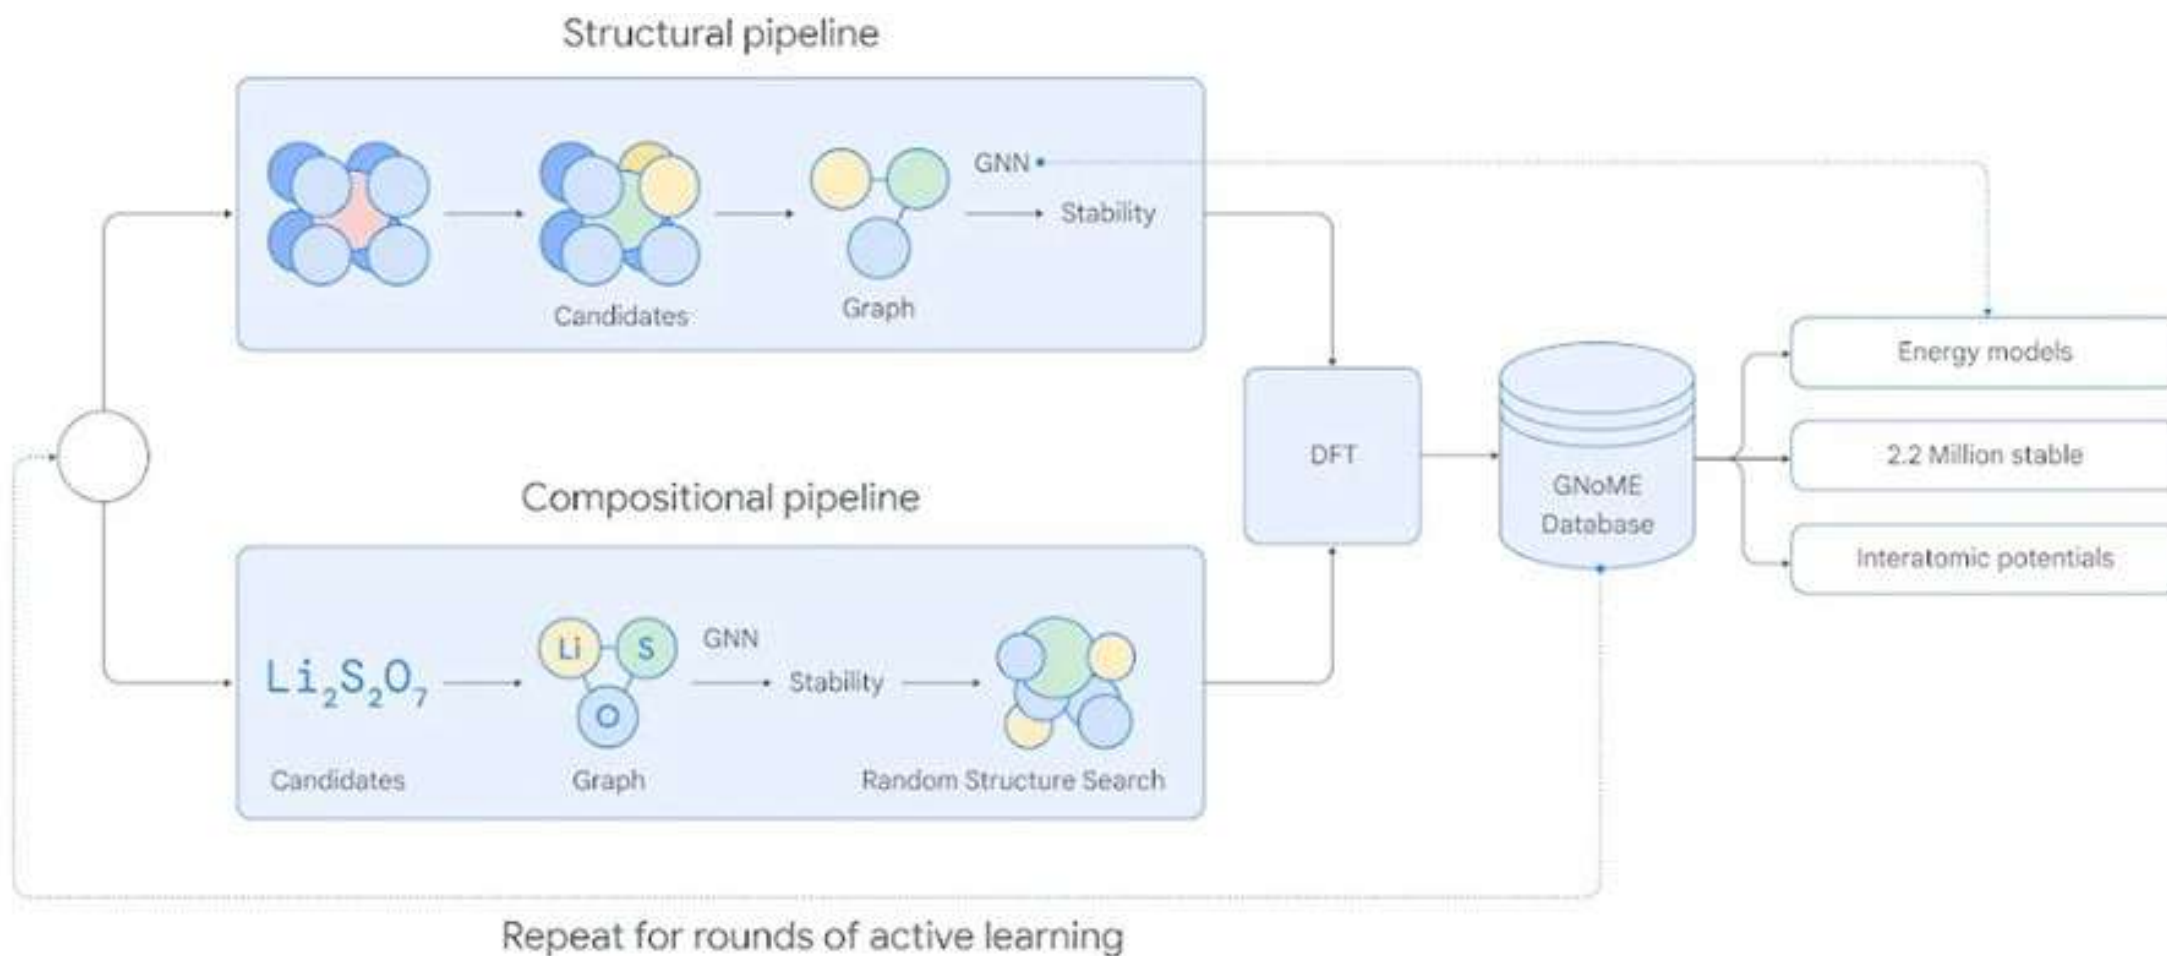 Structural pipeline
GNN
Stability
Candidates
Graph
Compositional pipeline
Li₂S₂O₇
Li
S
O
GNN
Stability
Candidates
Graph
Random Structure Search
DFT
GNoME
Database
Energy models
2.2 Million stable
Interatomic potentials
Repeat for rounds of active learning